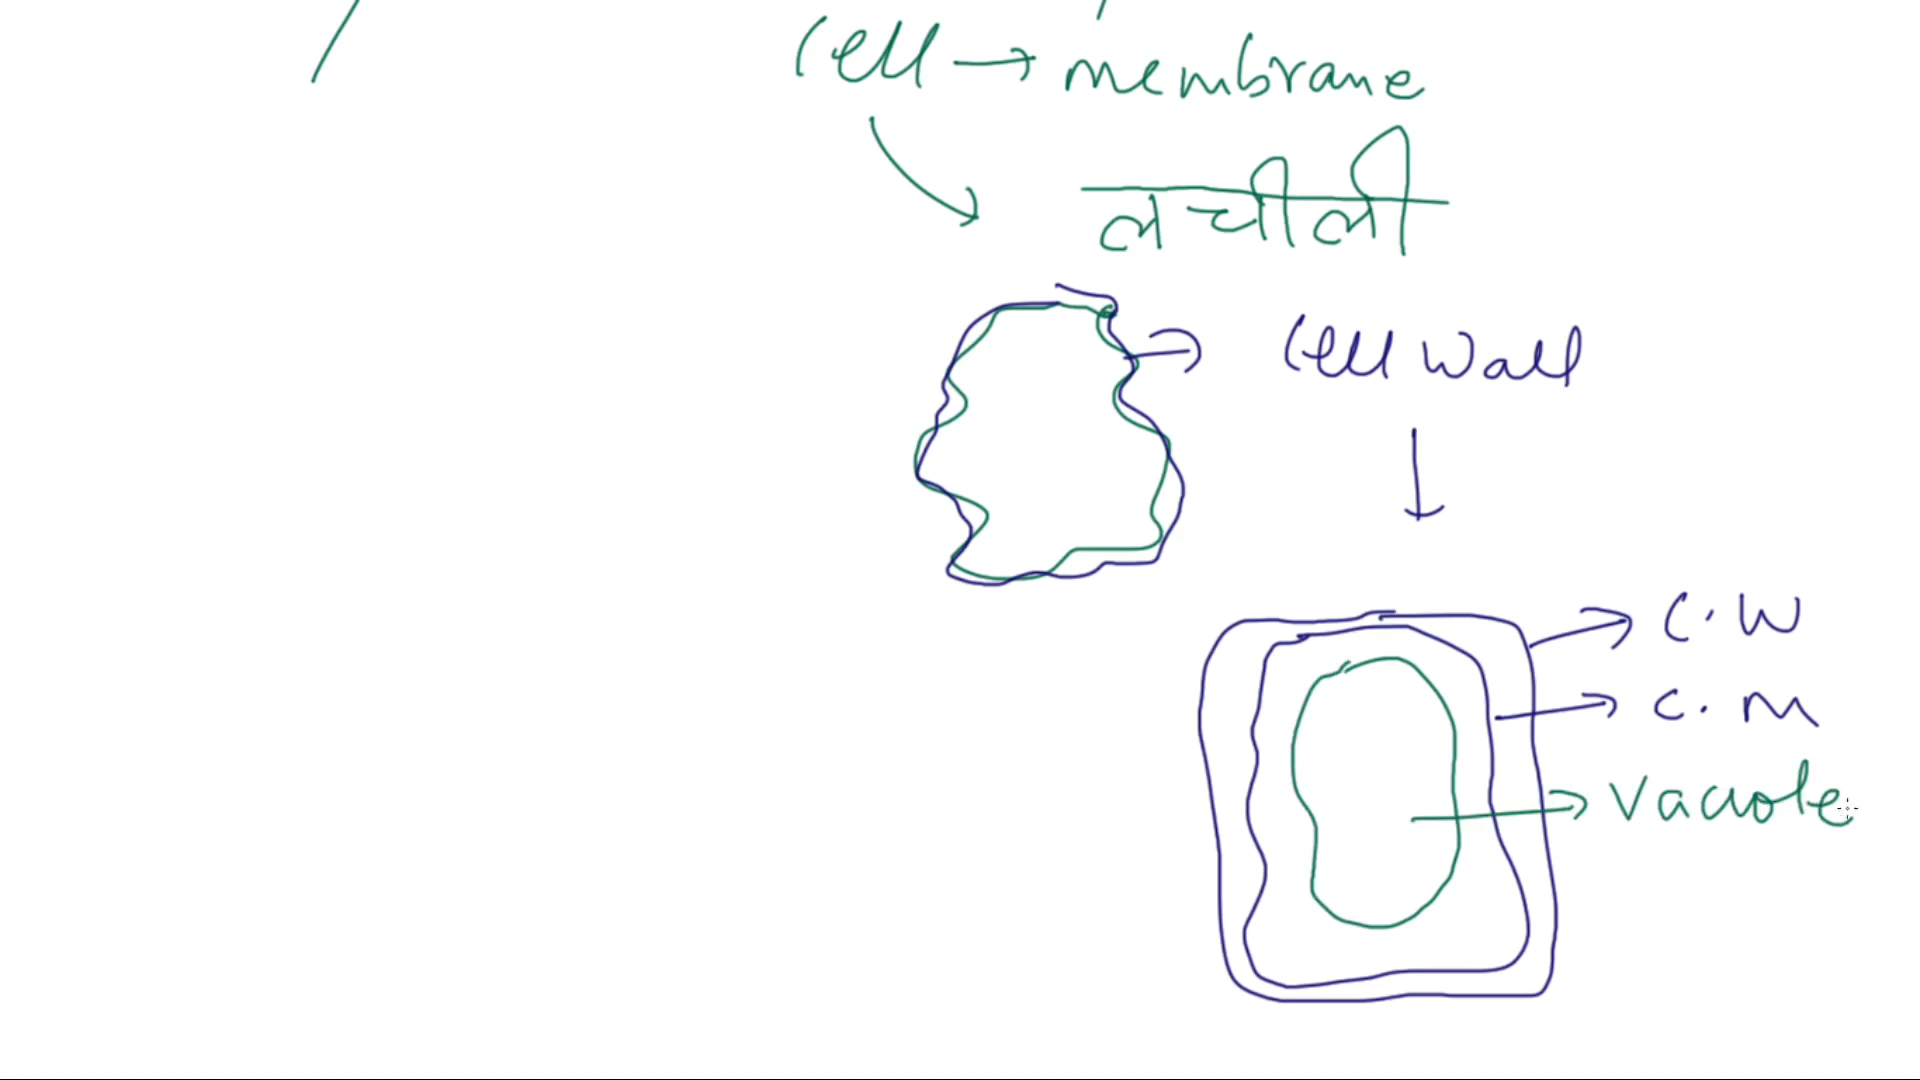 Cell → membrane
लचीली
Cell wall
C.W
C.M
Vacuole